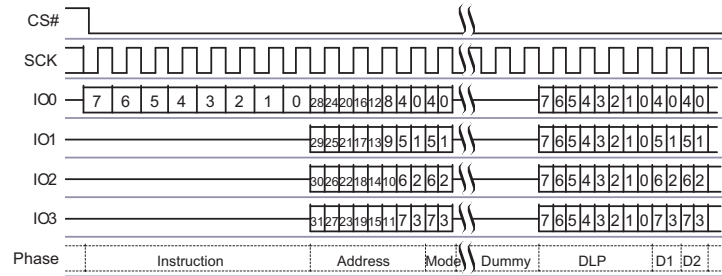 CS#
SCK
IO0 7 6 5 4 3 2 1 0 28 24 20 16 12 8 4 0 4 0 7 6 5 4 3 2 1 0 4 0 4 0
IO1 29 25 21 17 13 9 5 1 5 1 7 6 5 4 3 2 1 0 5 1 5 1
IO2 30 26 22 18 14 10 6 2 6 2 7 6 5 4 3 2 1 0 6 2 6 2
IO3 31 27 23 19 15 11 7 3 7 3 7 6 5 4 3 2 1 0 7 3 7 3
Phase Instruction Address Mode Dummy DLP D1 D2